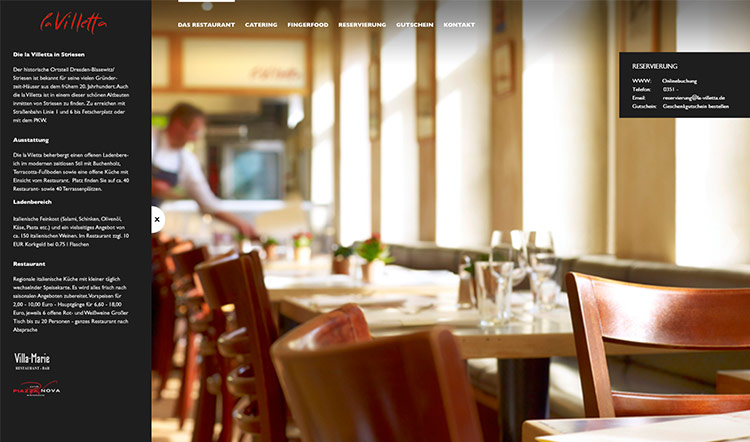 la Villetta
DAS RESTAURANT CATERING FINGERFOOD RESERVIERUNG GUTSCHEIN KONTAKT
Die la Villetta in Striesen
Der historische Ortsteil Dresden-Blasewitz/
Striesen ist bekannt für seine vielen Gründer-
zeit-Häuser aus dem frühen 20. Jahrhundert. Auch
die la Villetta ist in einem dieser schönen Altbauten
inmitten von Striesen zu finden. Zu erreichen mit
Straßenbahn Linie 1 und 6 bis Fetscherplatz oder
mit dem PKW.
Ausstattung
Die la Viletta beherbergt einen offenen Ladenbere-
ich im modernen zeitlosen Stil mit Buchenholz,
Terracotta-Fußboden sowie eine offene Küche mit
Einsicht vom Restaurant. Platz finden Sie auf ca. 40
Restaurant- sowie 40 Terrassenplätzen.
Ladenbereich
Italienische Feinkost (Salami, Schinken, Olivenöl,
Käse, Pasta etc.) und ein vielseitiges Angebot von
ca. 150 italienischen Weinen. Im Restaurant zzgl. 10
EUR Korkgeld bei 0.75 l Flaschen
Restaurant
Regionale italienische Küche mit kleiner täglich
wechselnder Speisekarte. Es wird alles frisch nach
saisonalen Angeboten zubereitet. Vorspeisen für
2,00 - 10,00 Euro - Hauptgänge für 6,60 - 18,00
Euro, jeweils 6 offene Rot- und Weißweine Großer
Tisch bis zu 20 Personen - ganzes Restaurant nach
Absprache
Villa-Marie
RESTAURANT - BAR
PIAZZA NOVA
x
RESERVIERUNG
WWW: Onlinebuchung
Telefon: 0351 -
Email: reservierung@la-villetta.de
Gutschein: Geschenkgutschein bestellen